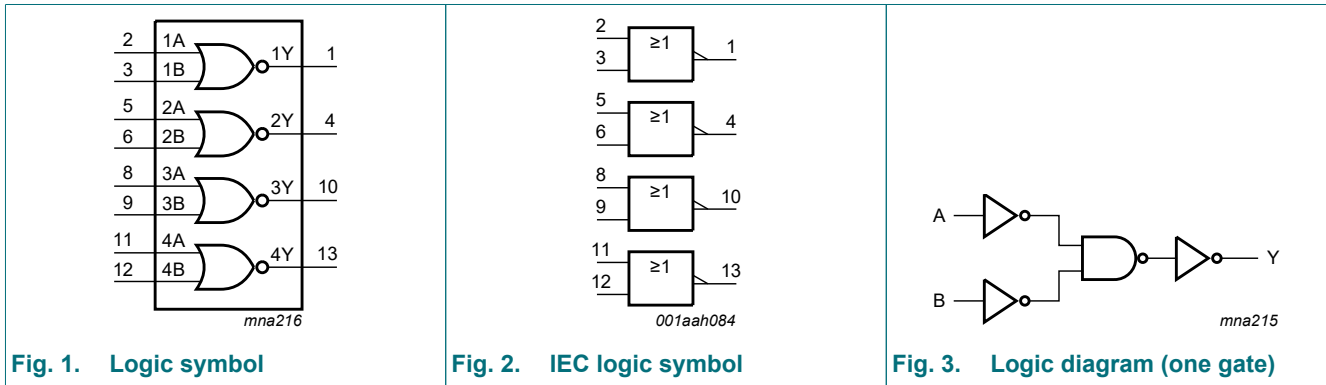 2 1A 1Y 1
3 1B
5 2A 2Y 4
6 2B
8 3A 3Y 10
9 3B
11 4A 4Y 13
12 4B
mna216
Fig. 1. Logic symbol
2 ≥1 1
3
5 ≥1 4
6
8 ≥1 10
9
11 ≥1 13
12
001aah084
Fig. 2. IEC logic symbol
A
B
Y
mna215
Fig. 3. Logic diagram (one gate)